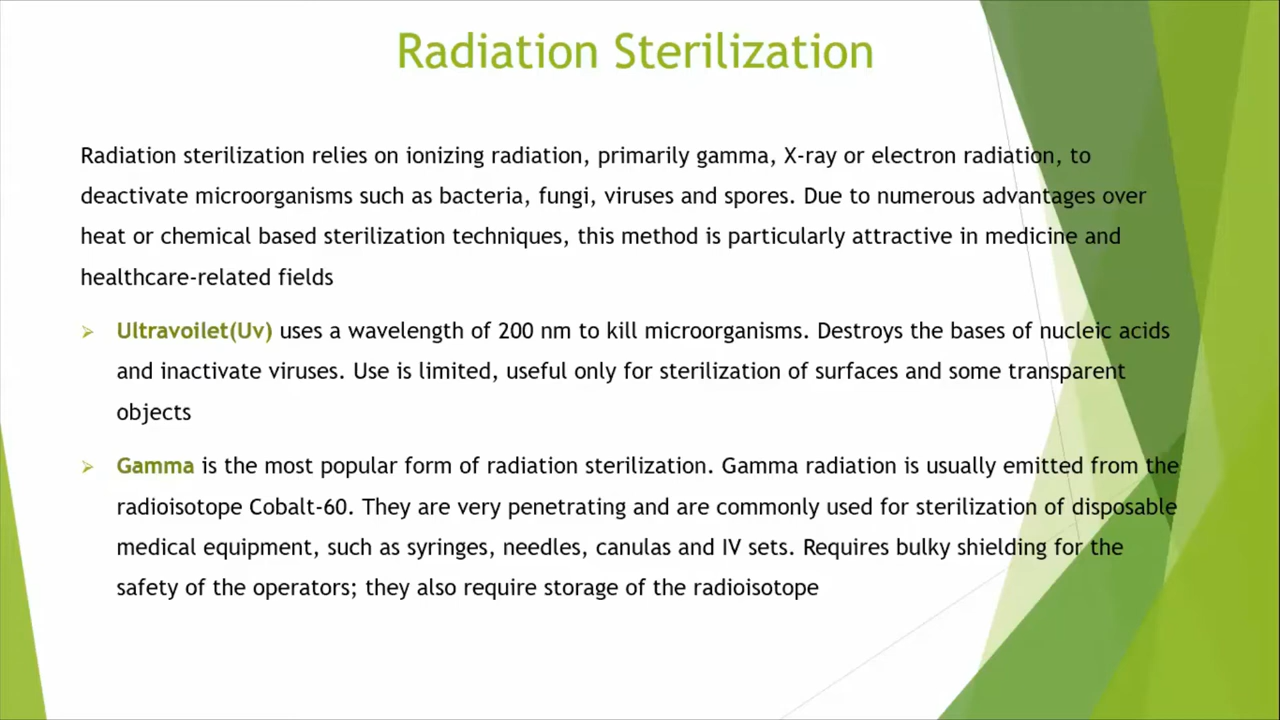 Radiation Sterilization
Radiation sterilization relies on ionizing radiation, primarily gamma, X-ray or electron radiation, to
deactivate microorganisms such as bacteria, fungi, viruses and spores. Due to numerous advantages over
heat or chemical based sterilization techniques, this method is particularly attractive in medicine and
healthcare-related fields
➢ Ultravoilet(Uv) uses a wavelength of 200 nm to kill microorganisms. Destroys the bases of nucleic acids
and inactivate viruses. Use is limited, useful only for sterilization of surfaces and some transparent
objects
➢ Gamma is the most popular form of radiation sterilization. Gamma radiation is usually emitted from the
radioisotope Cobalt-60. They are very penetrating and are commonly used for sterilization of disposable
medical equipment, such as syringes, needles, canulas and IV sets. Requires bulky shielding for the
safety of the operators; they also require storage of the radioisotope